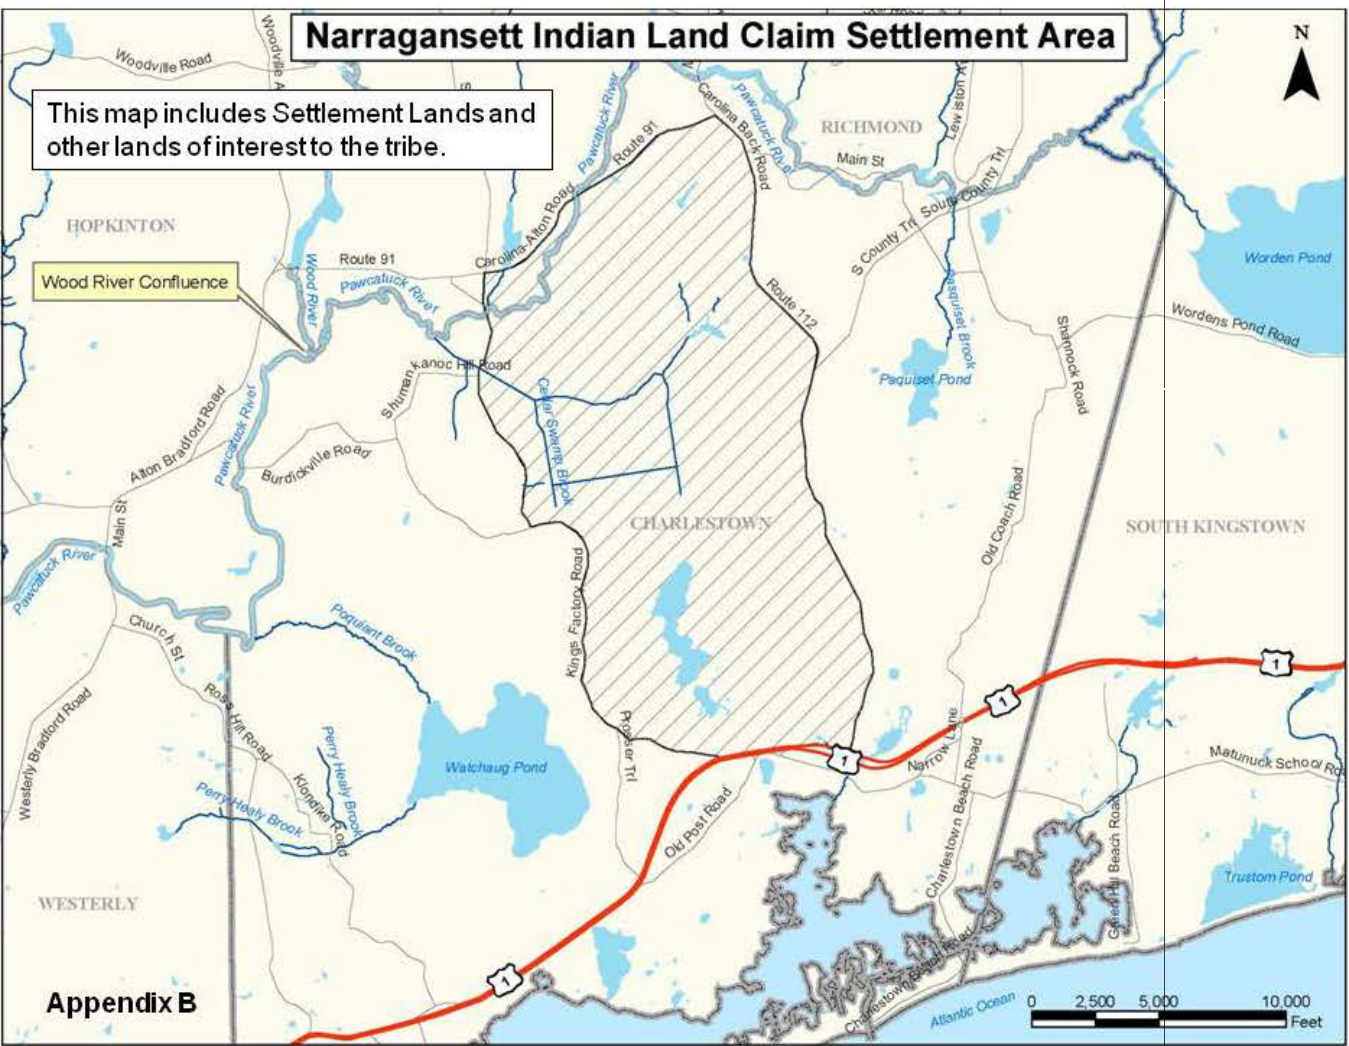 Narragansett Indian Land Claim Settlement Area
N
This map includes Settlement Lands and
other lands of interest to the tribe.
Woodville Road
Pawcatuck River
Route 91
Carolina Back Road
Pawcatuck River
RICHMOND
Main St
South County Trl
S County Trl
HOPKINTON
Carolina-Alton Road
Route 91
Wood River Confluence
Wood River
Pawcatuck River
Worden Pond
Wordens Pond Road
Route 112
Pasquiset Brook
Shannock Road
Paquiset Pond
Kanoc Hill Road
Shuman
Cedar Swamp Brook
Alton Bradford Road
Pawcatuck River
Burdickville Road
Main St
Pawcatuck River
CHARLESTOWN
SOUTH KINGSTOWN
Old Coach Road
Kings Factory Road
Church St
Poquiant Brook
Ross Hill Road
Westerly Bradford Road
Perry Healy Brook
Perry Healy Brook
Klondike Road
Watchaug Pond
Prosser Trl
Old Post Road
1
1
1
1
Narrow Lane
Charlestown Beach Road
Matunuck School Ro
Green Hill Beach Road
Trustom Pond
WESTERLY
Charlestown Beach Road
Atlantic Ocean
Appendix B
0 2,500 5,000 10,000
Feet